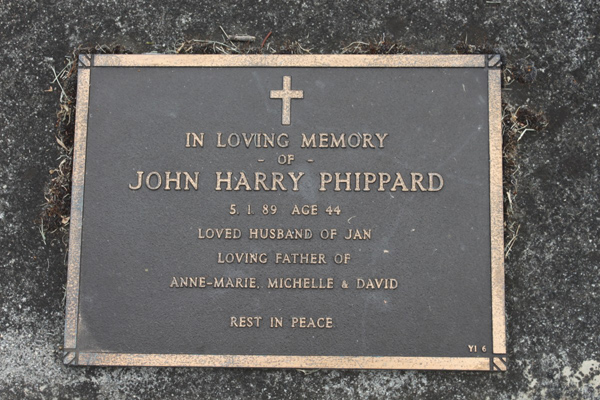 IN LOVING MEMORY
- OF -
JOHN HARRY PHIPPARD
5. 1. 89 AGE 44
LOVED HUSBAND OF JAN
LOVING FATHER OF
ANNE-MARIE, MICHELLE & DAVID
REST IN PEACE
Y1 6